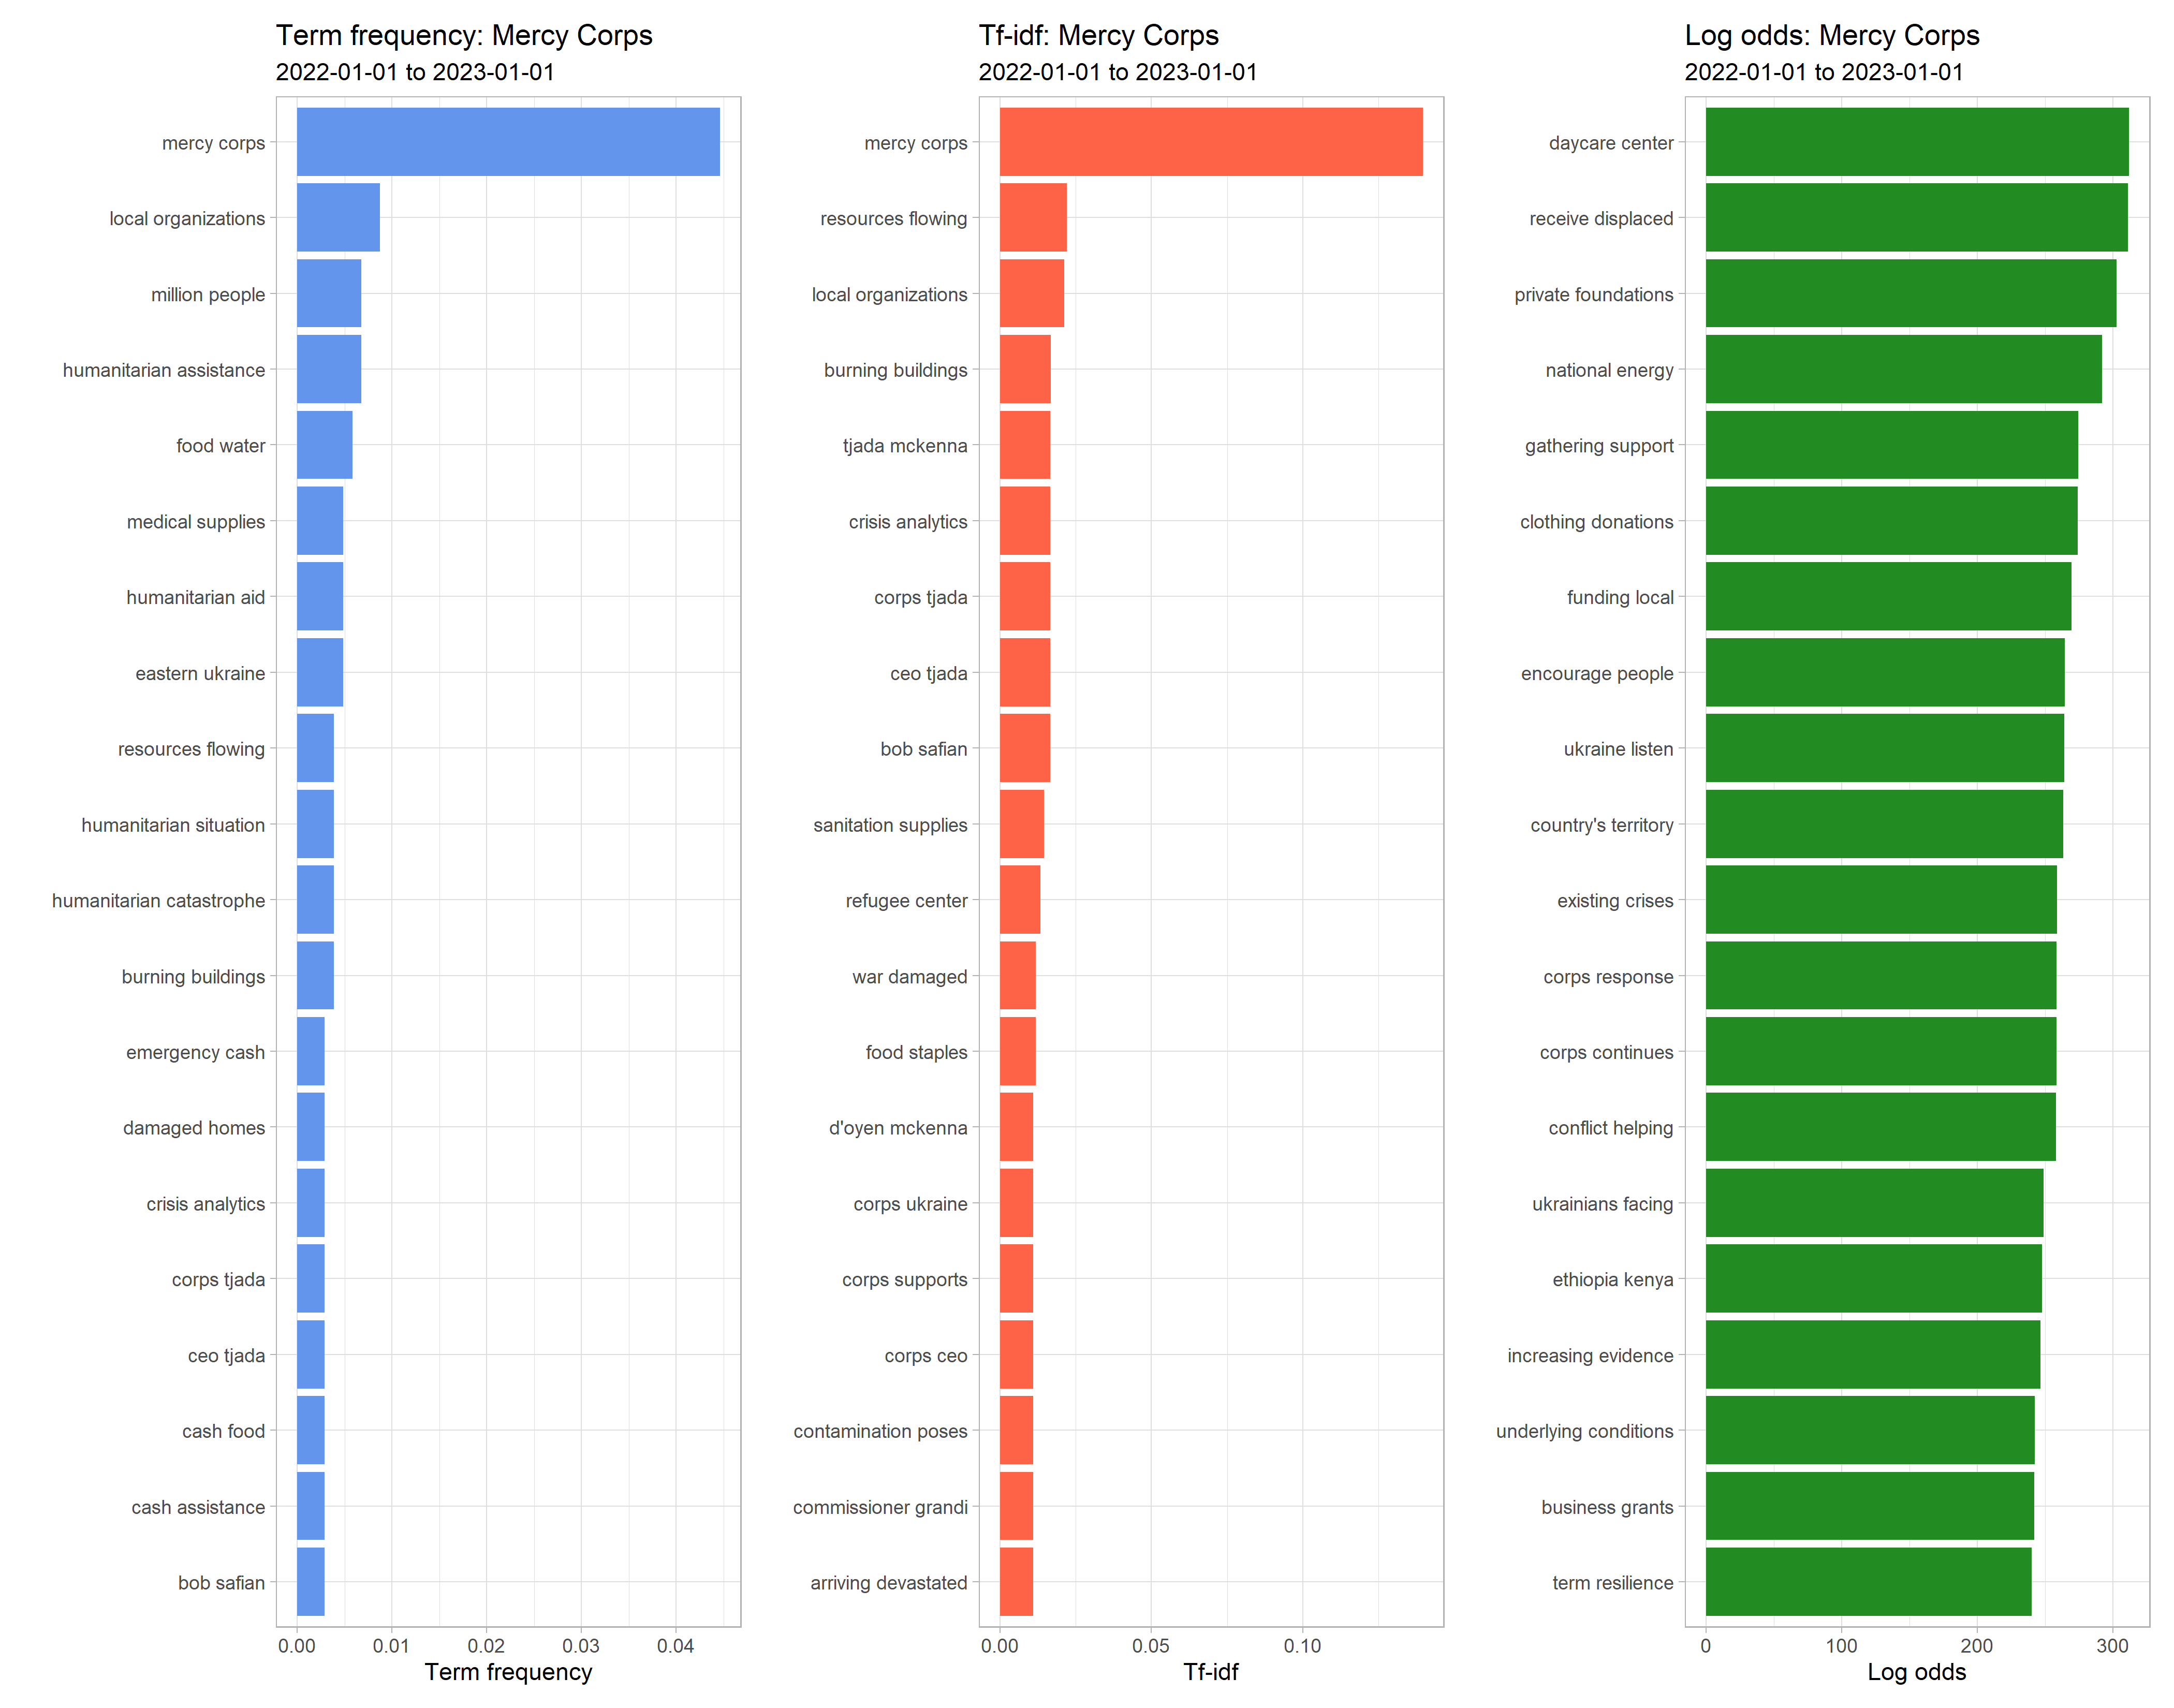 Term frequency: Mercy Corps
2022-01-01 to 2023-01-01
mercy corps
local organizations
million people
humanitarian assistance
food water
medical supplies
humanitarian aid
eastern ukraine
resources flowing
humanitarian situation
humanitarian catastrophe
burning buildings
emergency cash
damaged homes
crisis analytics
corps tjada
ceo tjada
cash food
cash assistance
bob safian
0.00 0.01 0.02 0.03 0.04
Term frequency
Tf-idf: Mercy Corps
2022-01-01 to 2023-01-01
mercy corps
resources flowing
local organizations
burning buildings
tjada mckenna
crisis analytics
corps tjada
ceo tjada
bob safian
sanitation supplies
refugee center
war damaged
food staples
d'oyen mckenna
corps ukraine
corps supports
corps ceo
contamination poses
commissioner grandi
arriving devastated
0.00 0.05 0.10
Tf-idf
Log odds: Mercy Corps
2022-01-01 to 2023-01-01
daycare center
receive displaced
private foundations
national energy
gathering support
clothing donations
funding local
encourage people
ukraine listen
country's territory
existing crises
corps response
corps continues
conflict helping
ukrainians facing
ethiopia kenya
increasing evidence
underlying conditions
business grants
term resilience
0 100 200 300
Log odds